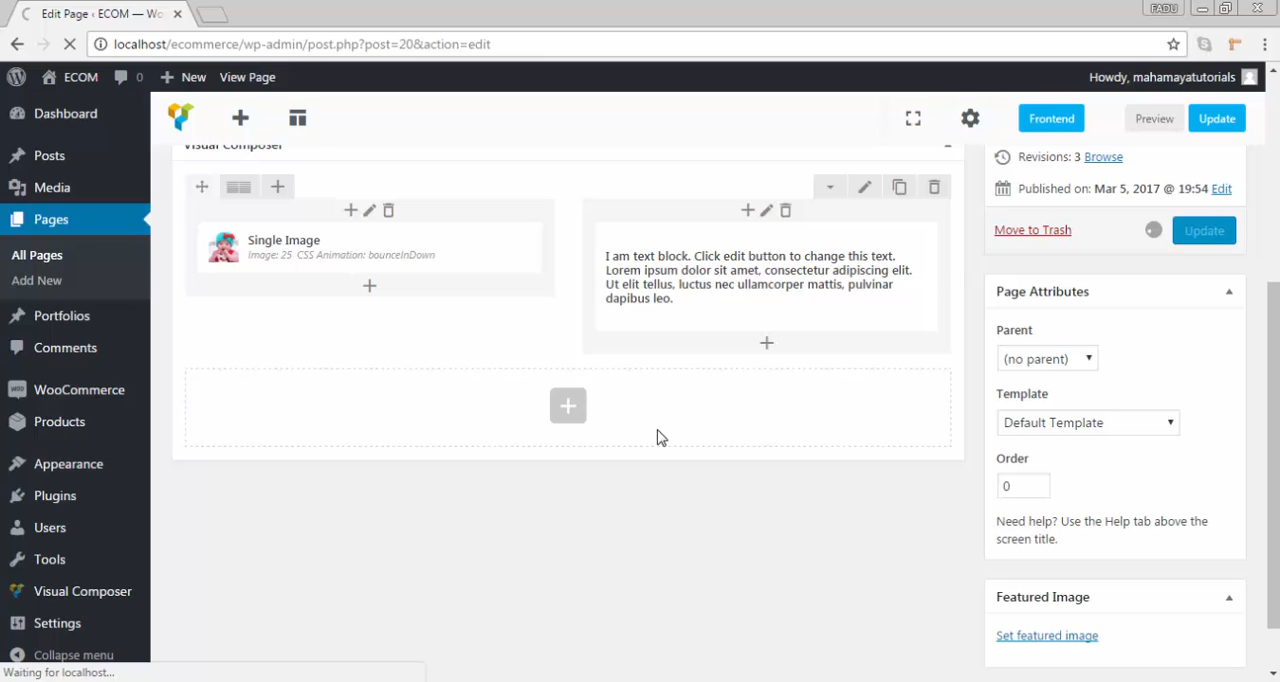 Edit Page ‹ ECOM — Wo
FADU
localhost/ecommerce/wp-admin/post.php?post=20&action=edit
ECOM
0
New
View Page
Howdy, mahamayatutorials
Dashboard
Posts
Media
Pages
All Pages
Add New
Portfolios
Comments
WooCommerce
Products
Appearance
Plugins
Users
Tools
Visual Composer
Settings
Collapse menu
Frontend
Preview
Update
Visual Composer
Single Image
Image: 25 CSS Animation: bounceInDown
I am text block. Click edit button to change this text.
Lorem ipsum dolor sit amet, consectetur adipiscing elit.
Ut elit tellus, luctus nec ullamcorper mattis, pulvinar
dapibus leo.
Revisions: 3 Browse
Published on: Mar 5, 2017 @ 19:54 Edit
Move to Trash
Update
Page Attributes
Parent
(no parent)
Template
Default Template
Order
0
Need help? Use the Help tab above the
screen title.
Featured Image
Set featured image
Waiting for localhost...